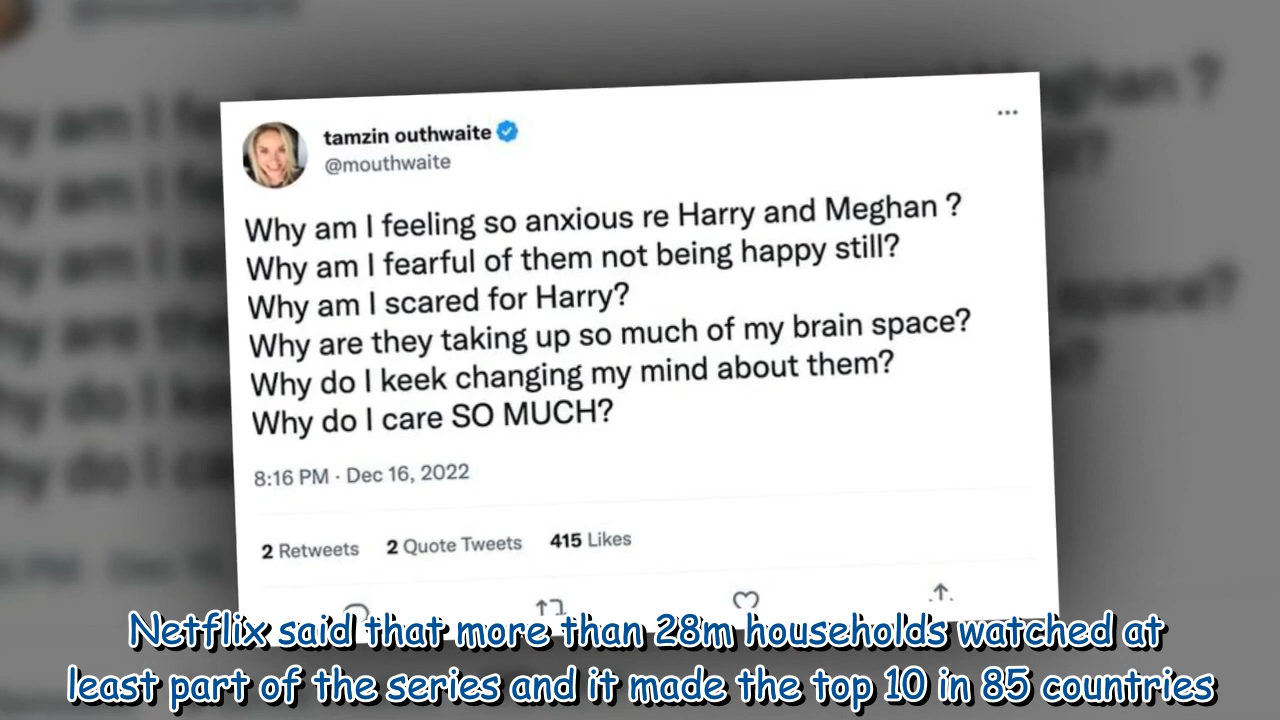 tamzin outhwaite
@mouthwaite
Why am I feeling so anxious re Harry and Meghan ?
Why am I fearful of them not being happy still?
Why am I scared for Harry?
Why are they taking up so much of my brain space?
Why do I keek changing my mind about them?
Why do I care SO MUCH?
8:16 PM · Dec 16, 2022
2 Retweets 2 Quote Tweets 415 Likes
Netflix said that more than 28m households watched at
least part of the series and it made the top 10 in 85 countries